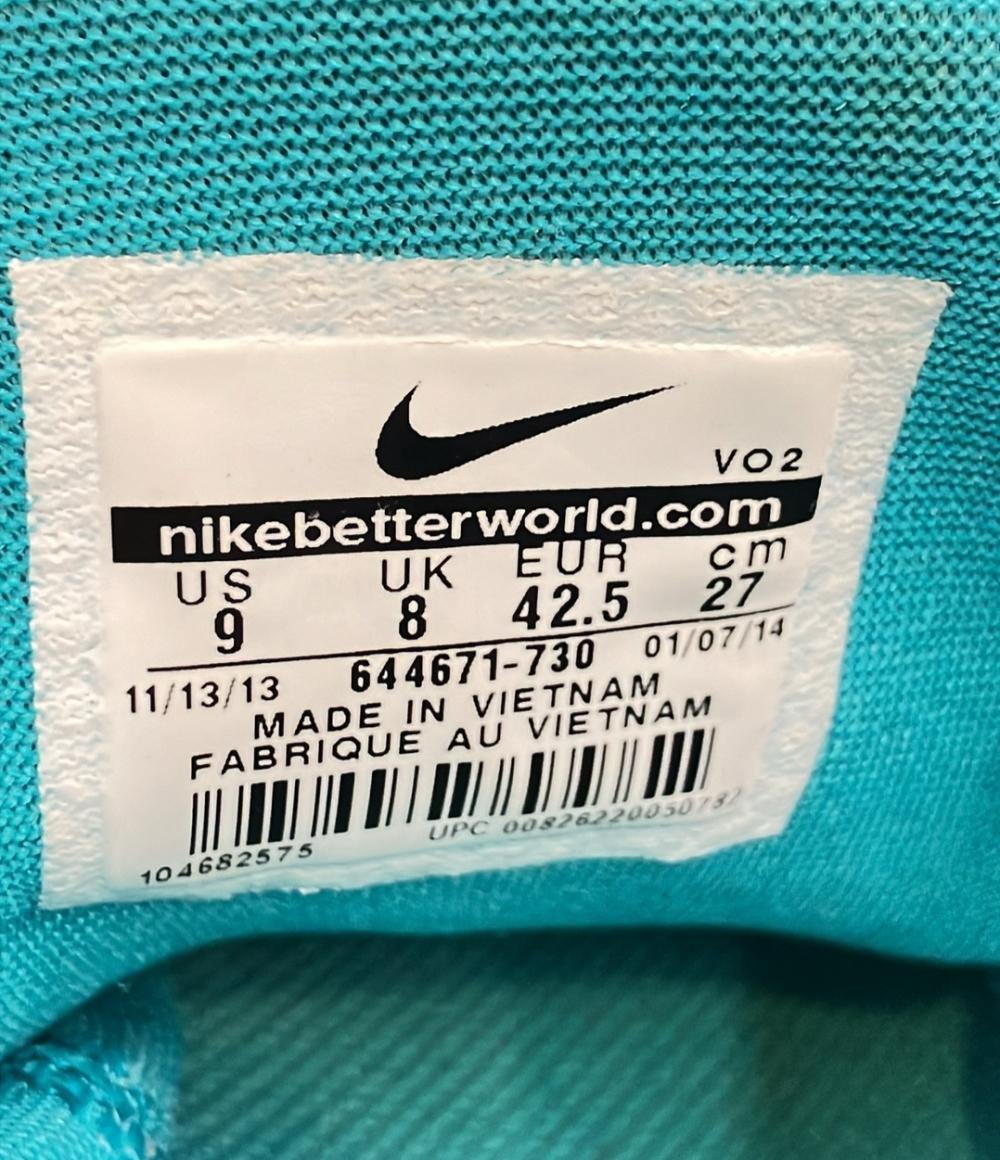 VO2
nikebetterworld.com
US UK EUR cm
9 8 42.5 27
11/13/13 644671-730 01/07/14
MADE IN VIETNAM
FABRIQUE AU VIETNAM
104682575 UPC